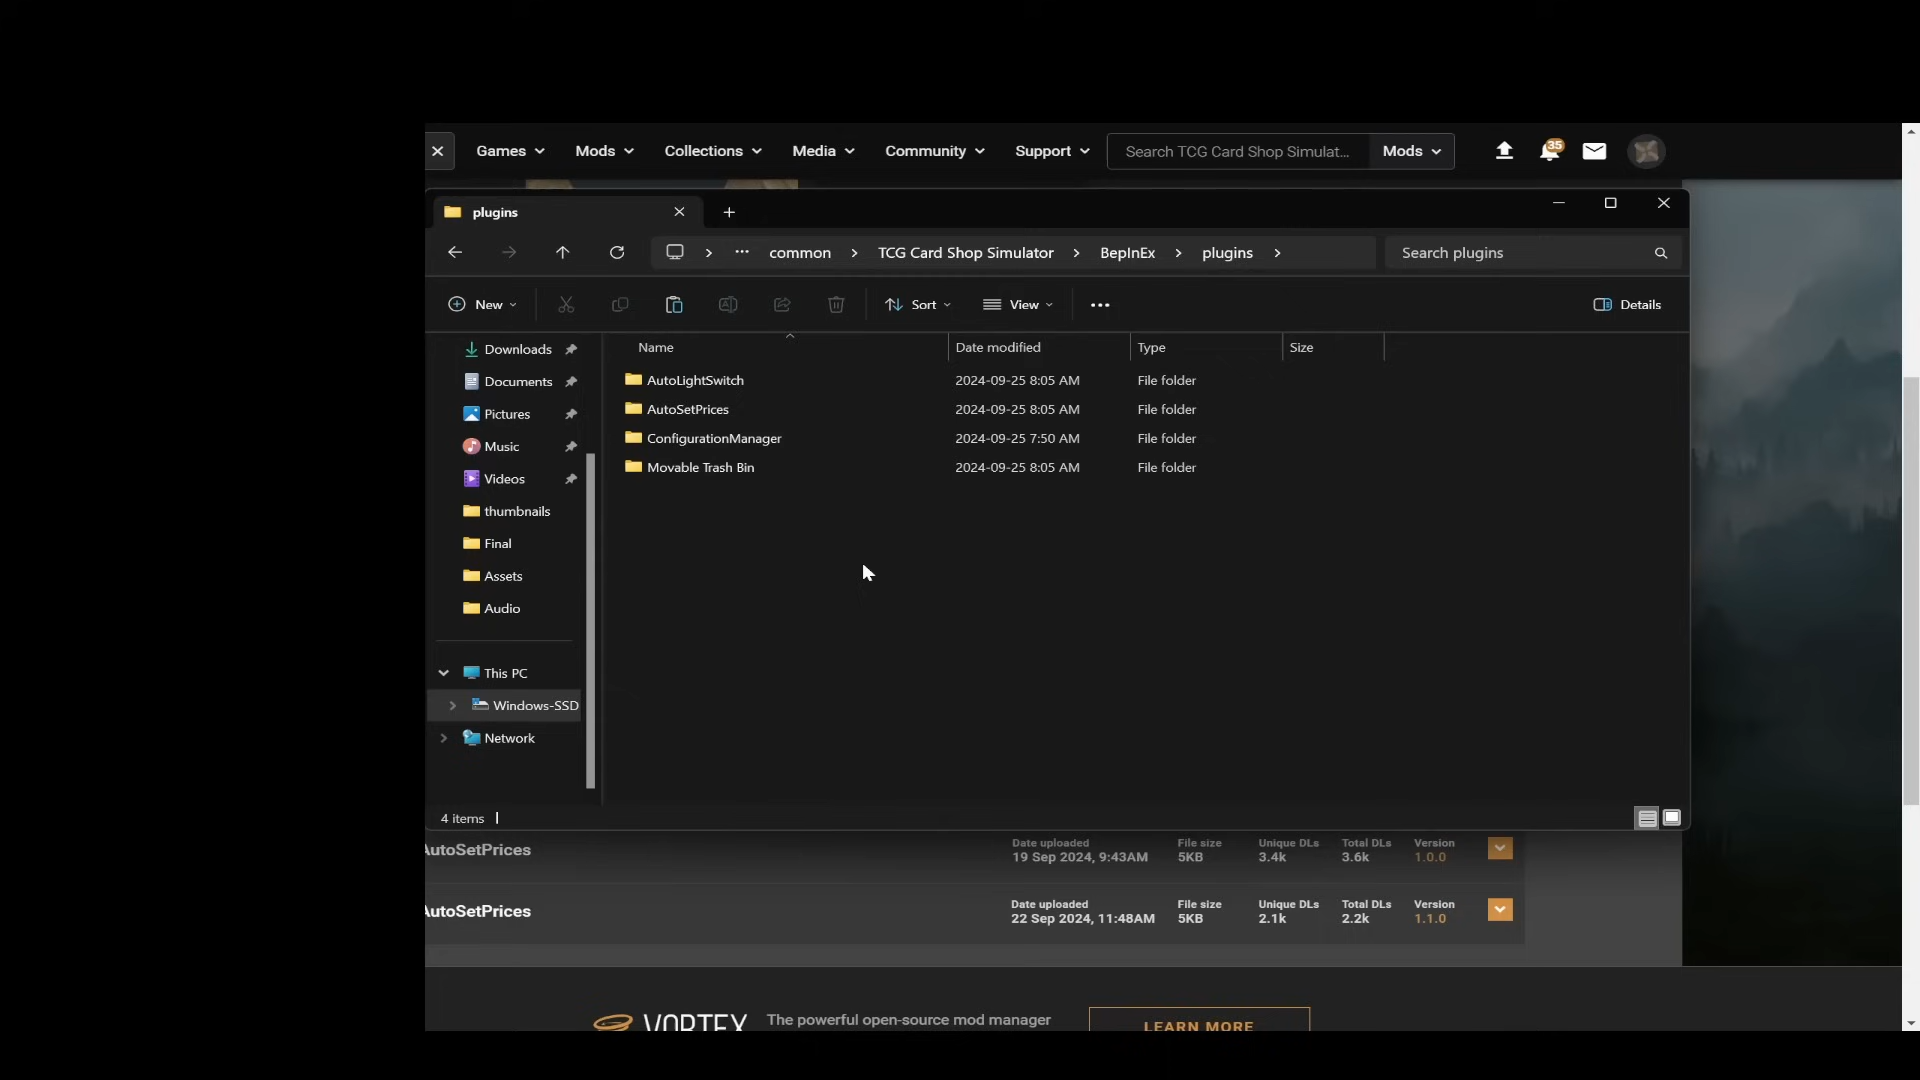 Games Mods Collections Media Community Support Search TCG Card Shop Simulat... Mods 35
plugins
common TCG Card Shop Simulator BepInEx plugins Search plugins
New Sort View Details
Name Date modified Type Size
Downloads
Documents
Pictures
Music
Videos
thumbnails
Final
Assets
Audio
This PC
Windows-SSD
Network
AutoLightSwitch 2024-09-25 8:05 AM File folder
AutoSetPrices 2024-09-25 8:05 AM File folder
ConfigurationManager 2024-09-25 7:50 AM File folder
Movable Trash Bin 2024-09-25 8:05 AM File folder
4 items
AutoSetPrices
Date uploaded File size Unique DLs Total DLs Version
19 Sep 2024, 9:43AM 5KB 3.4k 3.6k 1.0.0
AutoSetPrices
Date uploaded File size Unique DLs Total DLs Version
22 Sep 2024, 11:48AM 5KB 2.1k 2.2k 1.1.0
VORTEX The powerful open-source mod manager LEARN MORE